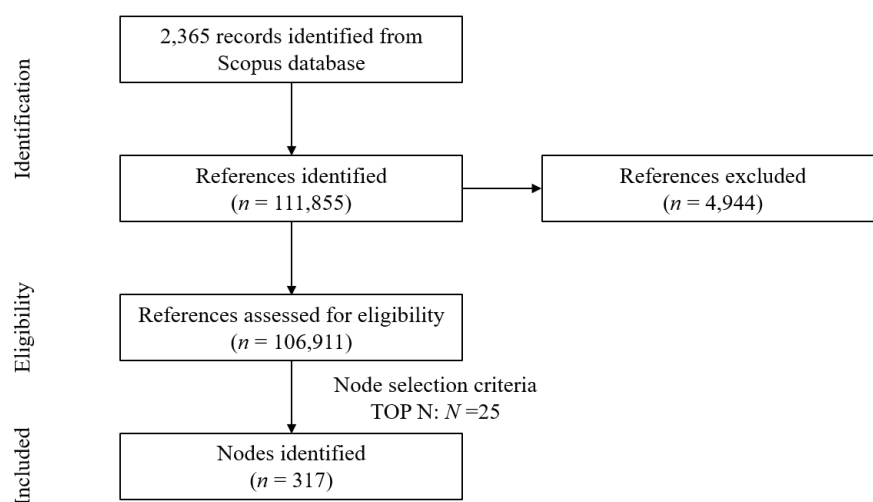 Identification
2,365 records identified from
Scopus database
References identified
(n = 111,855)
References excluded
(n = 4,944)
Eligibility
References assessed for eligibility
(n = 106,911)
Node selection criteria
TOP N: N =25
Included
Nodes identified
(n = 317)